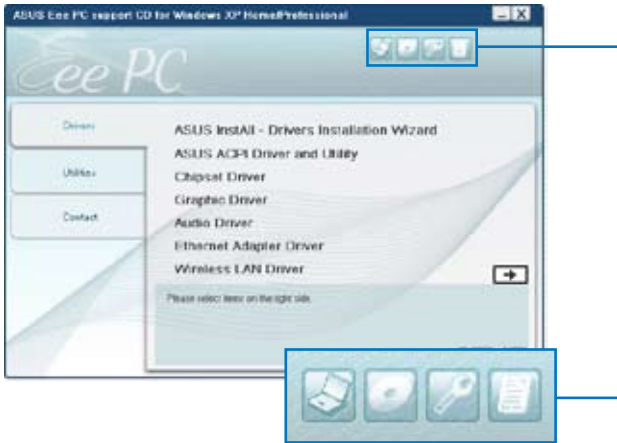 ASUS Eee PC support CD for Windows XP Home/Professional
Eee PC
Drivers
Utilities
Contact
ASUS InstAll - Drivers Installation Wizard
ASUS ACPI Driver and Utility
Chipset Driver
Graphic Driver
Audio Driver
Ethernet Adapter Driver
Wireless LAN Driver
Please select items on the right side.